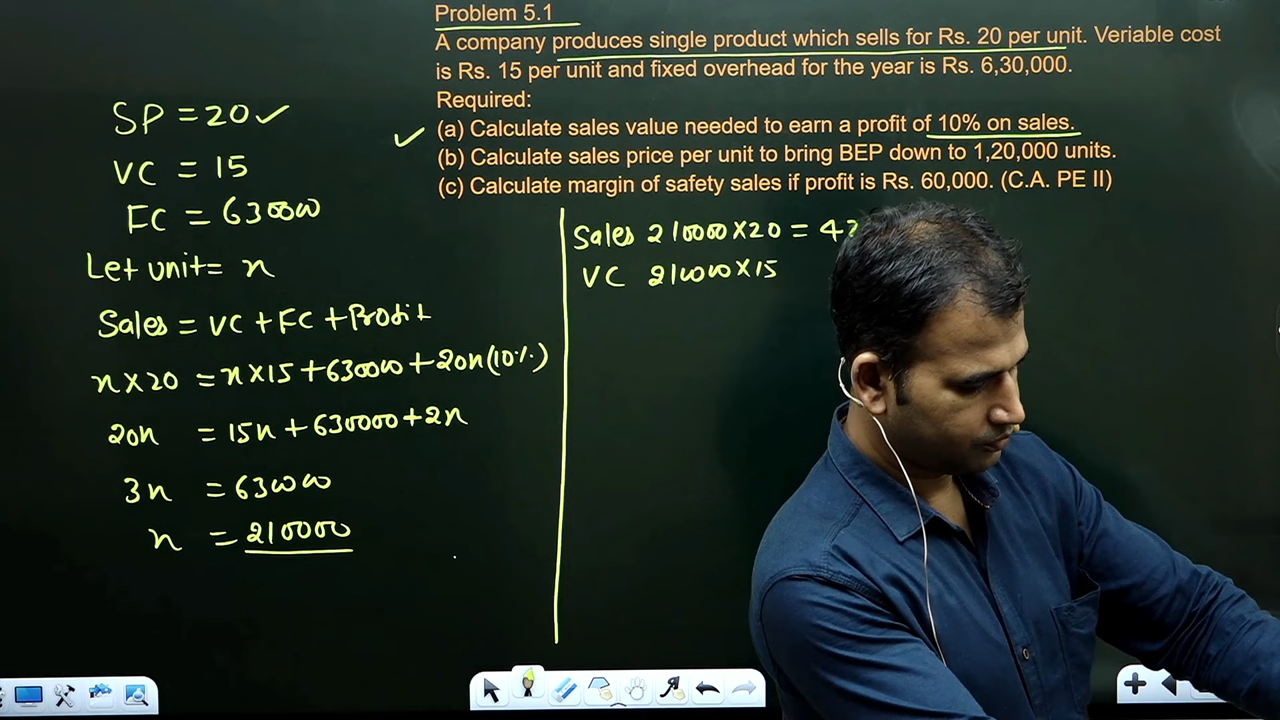 Problem 5.1
A company produces single product which sells for Rs. 20 per unit. Veriable cost
is Rs. 15 per unit and fixed overhead for the year is Rs. 6,30,000.
Required:
(a) Calculate sales value needed to earn a profit of 10% on sales.
(b) Calculate sales price per unit to bring BEP down to 1,20,000 units.
(c) Calculate margin of safety sales if profit is Rs. 60,000. (C.A. PE II)
SP = 20
VC = 15
FC = 630000
Let unit = n
Sales = VC + FC + Profit
n × 20 = n × 15 + 630000 + 20n (10%)
20n = 15n + 630000 + 2n
3n = 630000
n = 210000
Sales 210000 × 20 = 42
VC 210000 × 15